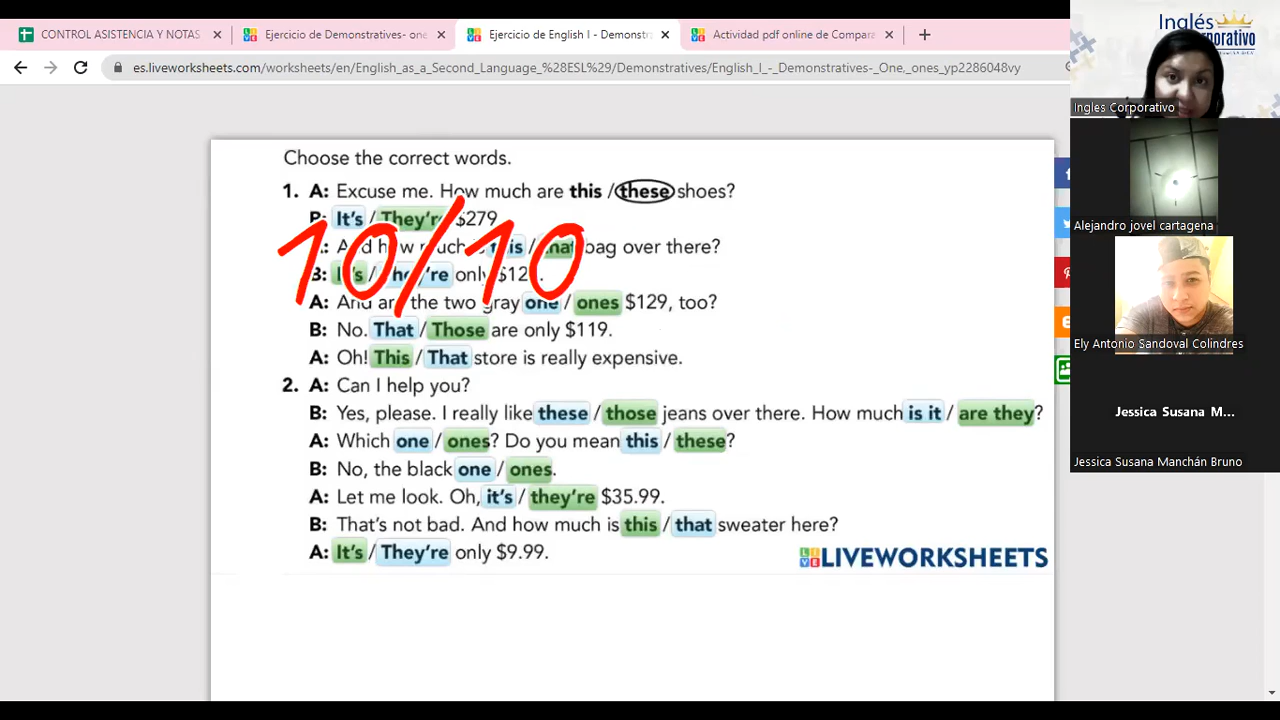 CONTROL ASISTENCIA Y NOTAS
Ejercicio de Demostratives- one
Ejercicio de English I - Demonstr
Actividad pdf online de Compara
es.liveworksheets.com/worksheets/en/English_as_a_Second_Language_%28ESL%29/Demonstratives/English_I_-_Demonstratives-_One,_ones_yp2286048vy
Inglés
Corporativo
Ingles Corporativo
Alejandro jovel cartagena
Ely Antonio Sandoval Colindres
Jessica Susana M...
Jessica Susana Manchán Bruno
Choose the correct words.
1. A: Excuse me. How much are this / these shoes?
B: It's / They're $279
A: And how much is this / that bag over there?
B: It's / They're only $12
10/10
A: And are the two gray one / ones $129, too?
B: No. That / Those are only $119.
A: Oh! This / That store is really expensive.
2. A: Can I help you?
B: Yes, please. I really like these / those jeans over there. How much is it / are they?
A: Which one / ones? Do you mean this / these?
B: No, the black one / ones.
A: Let me look. Oh, it's / they're $35.99.
B: That's not bad. And how much is this / that sweater here?
A: It's / They're only $9.99.
LIVEWORKSHEETS